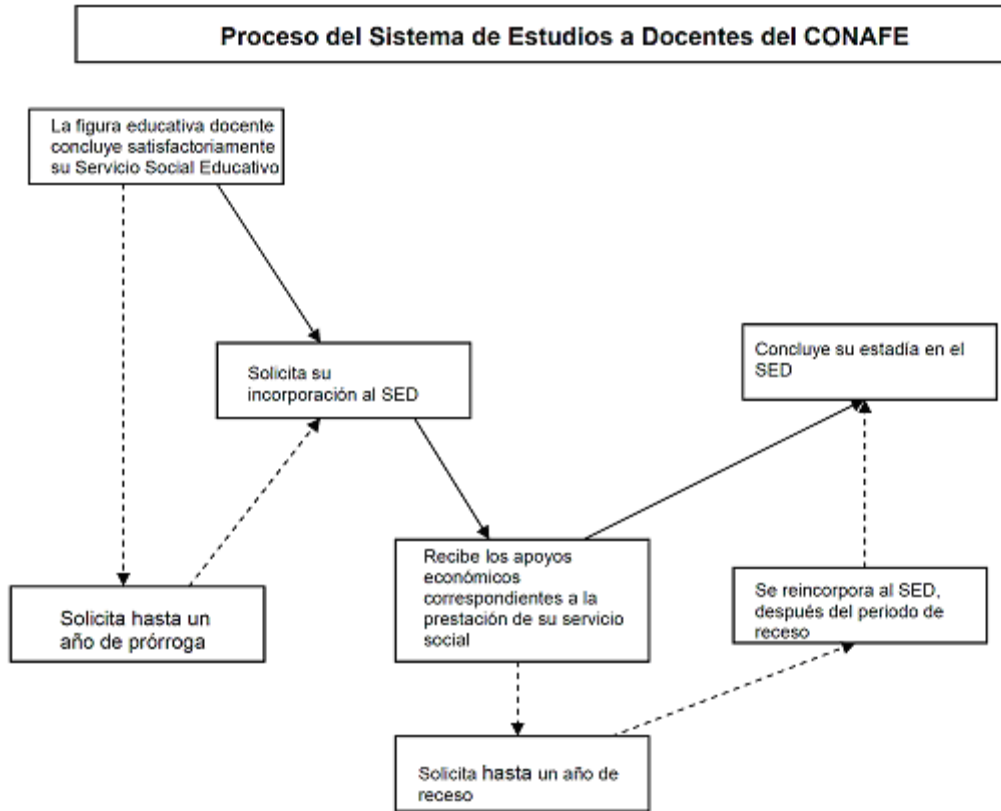 Proceso del Sistema de Estudios a Docentes del CONAFE
La figura educativa docente
concluye satisfactoriamente
su Servicio Social Educativo
Solicita su
incorporación al SED
Concluye su estadía en el
SED
Solicita hasta un
año de prórroga
Recibe los apoyos
económicos
correspondientes a la
prestación de su servicio
social
Se reincorpora al SED,
después del periodo de
receso
Solicita hasta un año de
receso